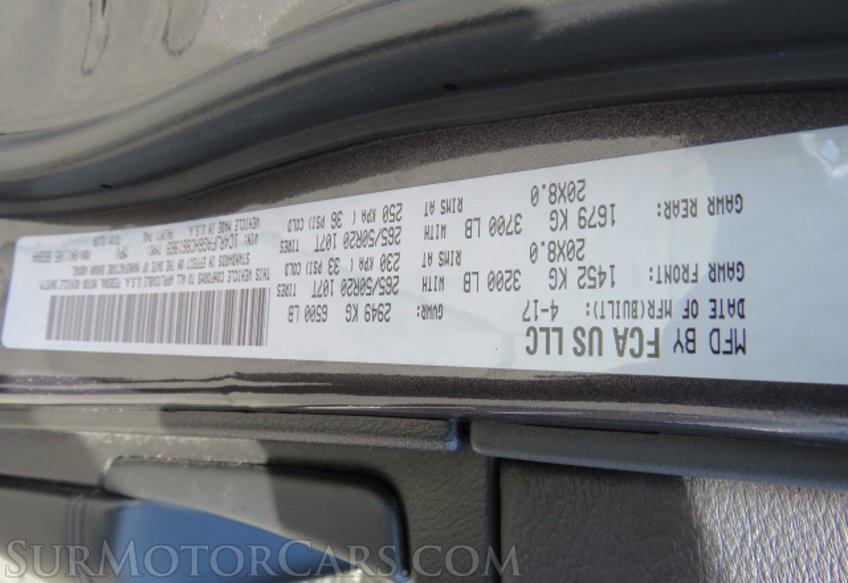 MFD BY FCA US LLC
DATE OF MFR(BUILT): 4-17 GVWR: 2949 KG 6500 LB
GAWR FRONT: 1452 KG 3200 LB WITH 265/50R20 107T TIRES
20X8.0 RIMS AT 230 KPA ( 33 PSI) COLD
GAWR REAR: 1679 KG 3700 LB WITH 265/50R20 107T TIRES
20X8.0 RIMS AT 250 KPA ( 36 PSI) COLD
THIS VEHICLE CONFORMS TO ALL APPLICABLE U.S.A. FEDERAL MOTOR VEHICLE SAFETY
STANDARDS IN EFFECT ON THE DATE OF MANUFACTURE SHOWN ABOVE
VIN:
VEHICLE MADE IN U.S.A. PAINT: PAU
SurMotorCars.com